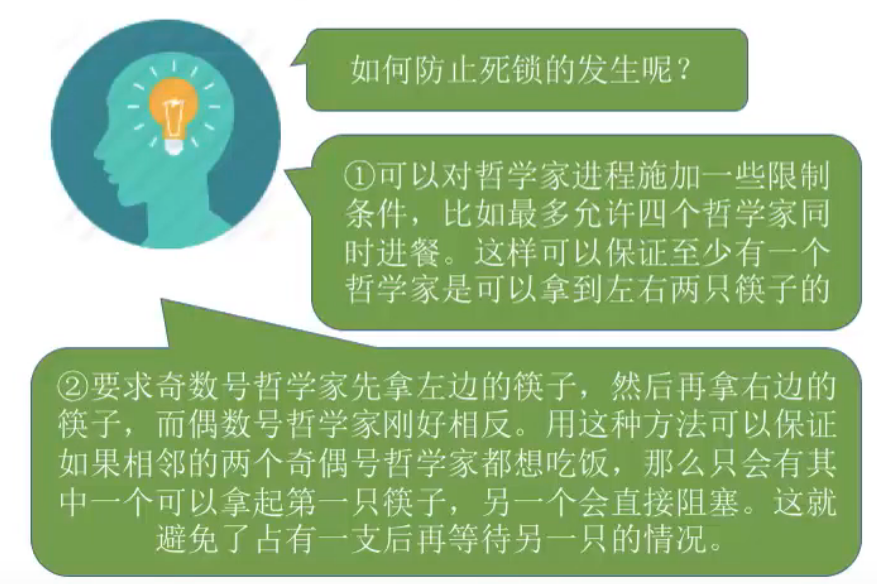 如何防止死锁的发生呢？
①可以对哲学家进程施加一些限制
条件，比如最多允许四个哲学家同
时进餐。这样可以保证至少有一个
哲学家是可以拿到左右两只筷子的
②要求奇数号哲学家先拿左边的筷子，然后再拿右边的
筷子，而偶数号哲学家刚好相反。用这种方法可以保证
如果相邻的两个奇偶号哲学家都想吃饭，那么只会有其
中一个可以拿起第一只筷子，另一个会直接阻塞。这就
避免了占有一支后再等待另一只的情况。